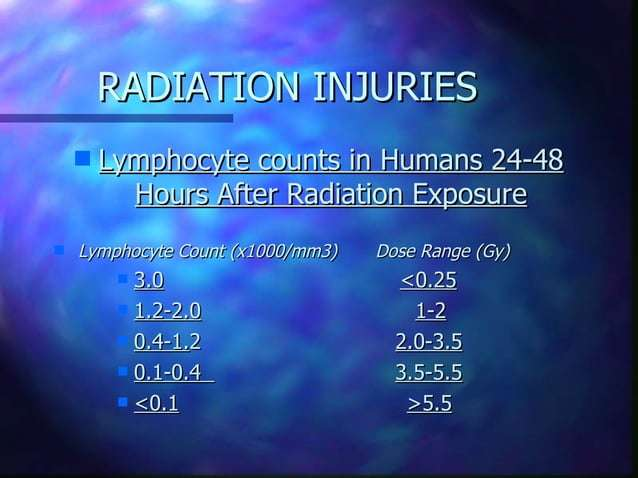 RADIATION INJURIES
Lymphocyte counts in Humans 24-48
Hours After Radiation Exposure
Lymphocyte Count (x1000/mm3) Dose Range (Gy)
3.0 <0.25
1.2-2.0 1-2
0.4-1.2 2.0-3.5
0.1-0.4 3.5-5.5
<0.1 >5.5